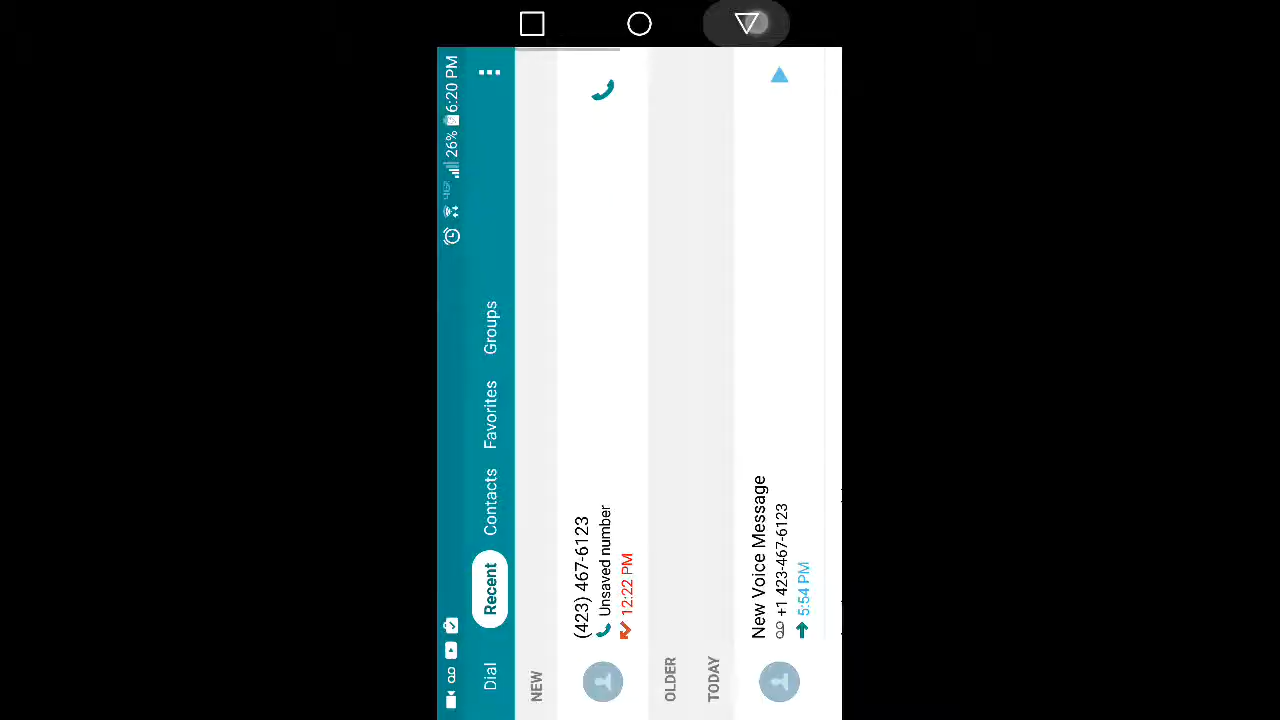 26% 6:20 PM
Dial Recent Contacts Favorites Groups
NEW
(423) 467-6123
Unsaved number
12:22 PM
OLDER
TODAY
New Voice Message
+1 423-467-6123
5:54 PM